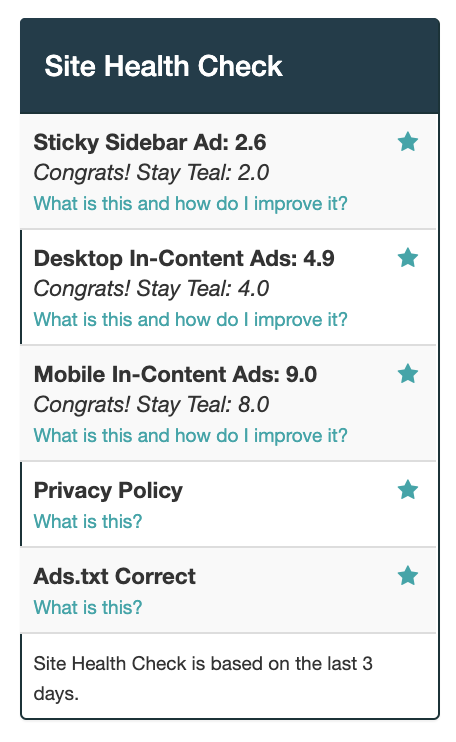 Site Health Check
Sticky Sidebar Ad: 2.6
Congrats! Stay Teal: 2.0
What is this and how do I improve it?
Desktop In-Content Ads: 4.9
Congrats! Stay Teal: 4.0
What is this and how do I improve it?
Mobile In-Content Ads: 9.0
Congrats! Stay Teal: 8.0
What is this and how do I improve it?
Privacy Policy
What is this?
Ads.txt Correct
What is this?
Site Health Check is based on the last 3
days.